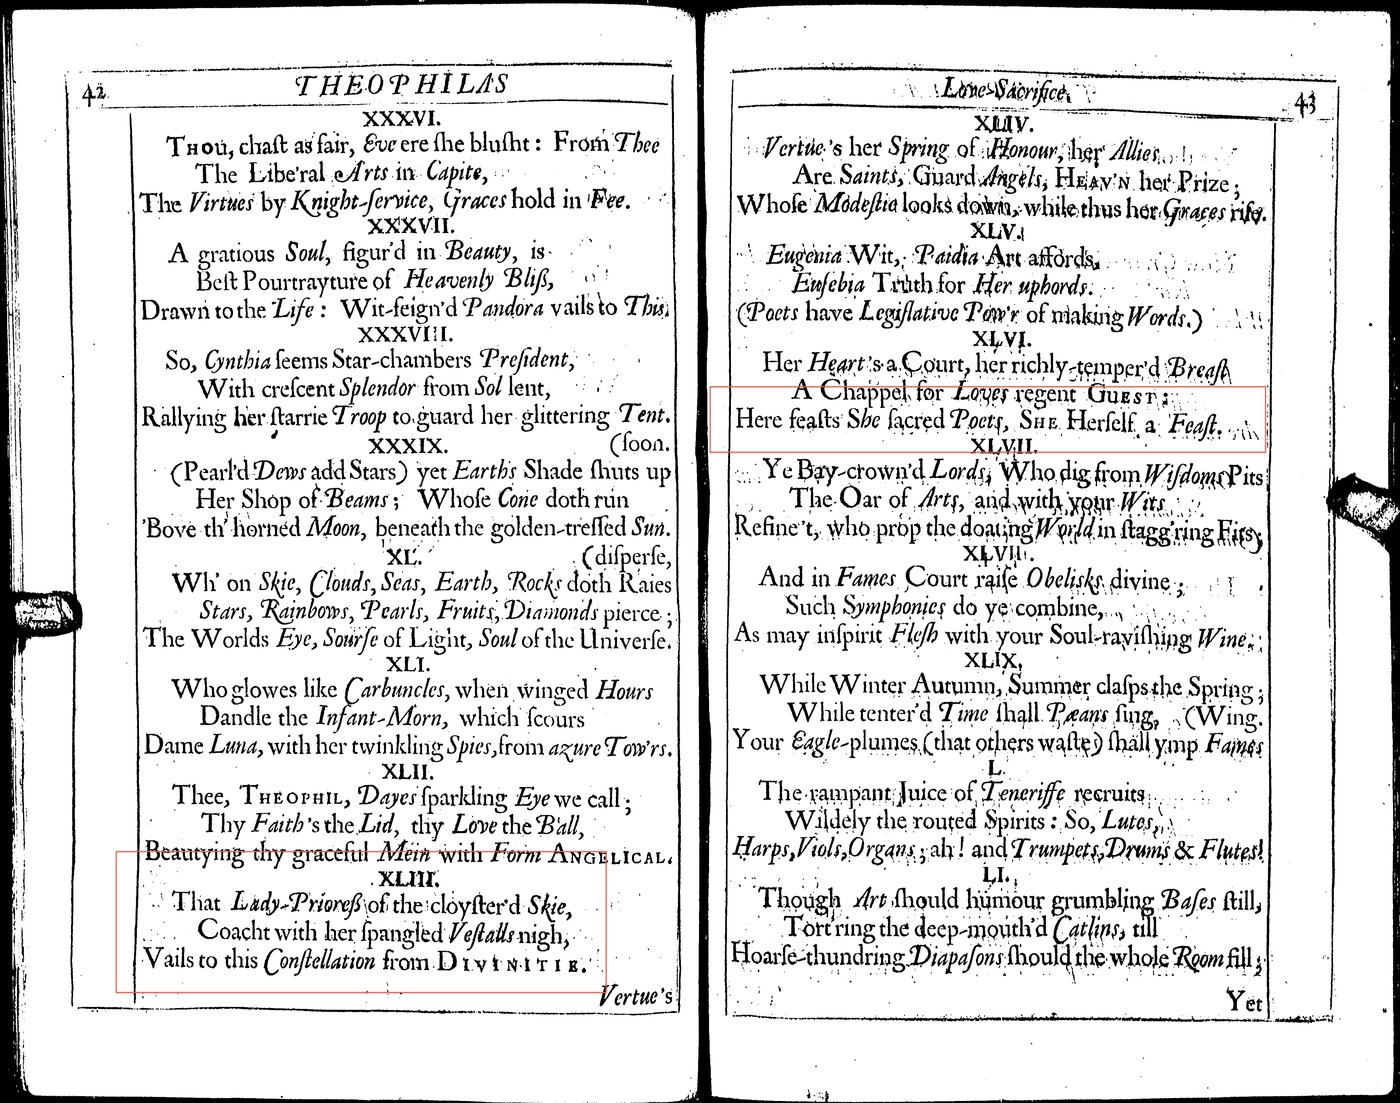 42 THEOPHILAS
XXXVI.
THOU, chaſt as fair, Eve ere ſhe bluſht : From Thee
The Libe'ral Arts in Capite,
The Virtues by Knight-ſervice, Graces hold in Fee.
XXXVII.
A gratious Soul, figur'd in Beauty, is
Beſt Pourtrayture of Heavenly Bliſs,
Drawn to the Life : Wit-feign'd Pandora vails to This.
XXXVIII.
So, Cynthia ſeems Star-chambers Preſident,
With creſcent Splendor from Sol lent,
Rallying her ſtarrie Troop to guard her glittering Tent.
XXXIX. (ſoon.
(Pearl'd Dews add Stars) yet Earths Shade ſhuts up
Her Shop of Beams ; Whoſe Cone doth run
'Bove th' horned Moon, beneath the golden-treſſed Sun.
XL. (diſperſe,
Wh' on Skie, Clouds, Seas, Earth, Rocks doth Raies
Stars, Rainbows, Pearls, Fruits, Diamonds pierce ;
The Worlds Eye, Sourſe of Light, Soul of the Univerſe.
XLI.
Who glowes like Carbuncles, when winged Hours
Dandle the Infant-Morn, which ſcours
Dame Luna, with her twinkling Spies, from azure Tow'rs.
XLII.
Thee, THEOPHIL, Dayes ſparkling Eye we call ;
Thy Faith's the Lid, thy Love the Ball,
Beautying thy graceful Mein with Form ANGELICAL.
XLIII.
That Lady-Prioreſs of the cloyſter'd Skie,
Coacht with her ſpangled Veſtalls nigh,
Vails to this Conſtellation from DIVINITIE.
Vertue's
Love-Sacrifice. 43
XLIV.
Vertue's her Spring of Honour, her Allies
Are Saints, Guard Angels, HEAV'N her Prize ;
Whoſe Modeſtia looks down, while thus her Graces riſe.
XLV.
Eugenia Wit, Paidia Art affords,
Euſebia Truth for Her uphords.
(Poets have Legiſlative Pow'r of making Words.)
XLVI.
Her Heart's a Court, her richly-temper'd Breaſt
A Chappel for Loves regent GUEST :
Here feaſts She ſacred Poets, SHE Herſelf a Feaſt.
XLVII.
Ye Bay-crown'd Lords, Who dig from Wiſdoms Pits
The Oar of Arts, and with your Wits
Refine't, who prop the doating World in ſtagg'ring Fits,
XLVIII.
And in Fames Court raiſe Obelisks divine ;
Such Symphonies do ye combine,
As may inſpirit Fleſh with your Soul-raviſhing Wine.
XLIX.
While Winter Autumn, Summer claſps the Spring ;
While tenter'd Time ſhall Pæans ſing, (Wing.
Your Eagle-plumes (that others waſte) ſhall ymp Fames
L.
The rampant Juice of Teneriffe recruits
Wildely the routed Spirits : So, Lutes,
Harps, Viols, Organs ; ah ! and Trumpets, Drums & Flutes!
LI.
Though Art ſhould humour grumbling Baſes ſtill,
Tort'ring the deep-mouth'd Catlins, till
Hoarſe-thundring Diapaſons ſhould the whole Room fill ;
Yet